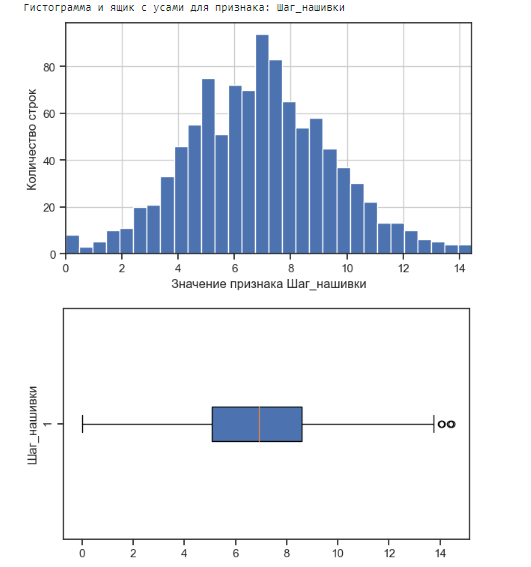 Гистограмма и ящик с усами для признака: Шаг_нашивки
Количество строк
80
60
40
20
0
0 2 4 6 8 10 12 14
Значение признака Шаг_нашивки
Шаг_нашивки
1
0 2 4 6 8 10 12 14